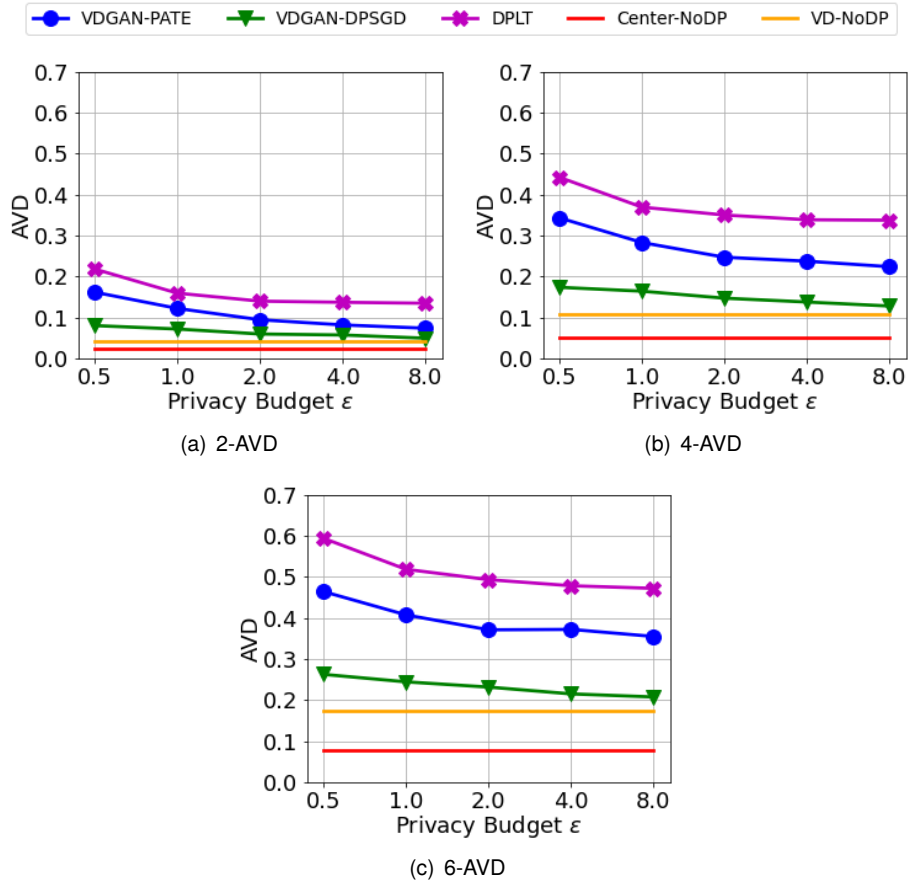 VDGAN-PATE VDGAN-DPSGD DPLT Center-NoDP VD-NoDP
0.7
0.6
0.5
0.4
0.3
0.2
0.1
0.0
AVD
0.5 1.0 2.0 4.0 8.0
Privacy Budget ε
(a) 2-AVD
0.7
0.6
0.5
0.4
0.3
0.2
0.1
0.0
AVD
0.5 1.0 2.0 4.0 8.0
Privacy Budget ε
(b) 4-AVD
0.7
0.6
0.5
0.4
0.3
0.2
0.1
0.0
AVD
0.5 1.0 2.0 4.0 8.0
Privacy Budget ε
(c) 6-AVD